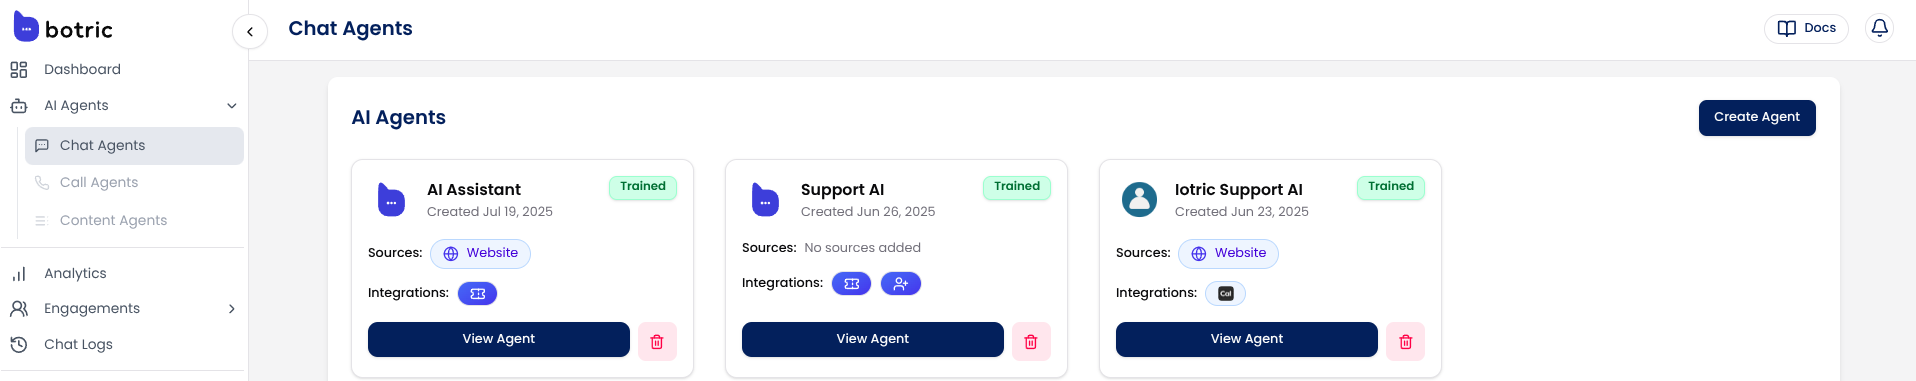 botric
Chat Agents
Docs
Dashboard
AI Agents
Chat Agents
Call Agents
Content Agents
Analytics
Engagements
Chat Logs
AI Agents
Create Agent
AI Assistant
Trained
Created Jul 19, 2025
Sources: Website
Integrations:
View Agent
Support AI
Trained
Created Jun 26, 2025
Sources: No sources added
Integrations:
View Agent
Iotric Support AI
Trained
Created Jun 23, 2025
Sources: Website
Integrations: Cal
View Agent